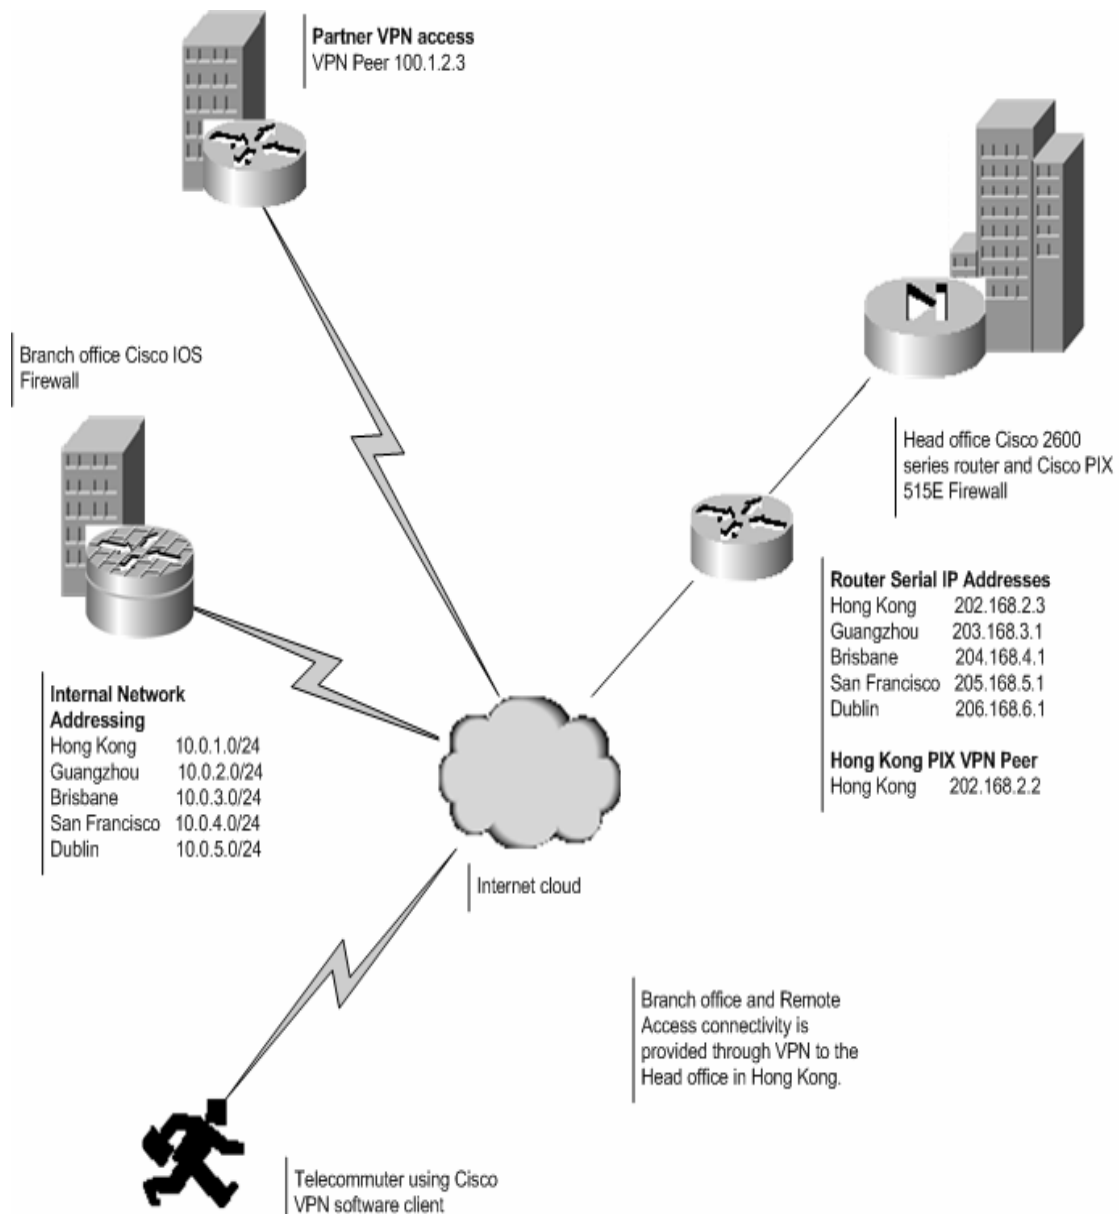 Partner VPN access
VPN Peer 100.1.2.3
Branch office Cisco IOS
Firewall
Head office Cisco 2600
series router and Cisco PIX
515E Firewall
Router Serial IP Addresses
Hong Kong 202.168.2.3
Guangzhou 203.168.3.1
Brisbane 204.168.4.1
San Francisco 205.168.5.1
Dublin 206.168.6.1
Hong Kong PIX VPN Peer
Hong Kong 202.168.2.2
Internal Network
Addressing
Hong Kong 10.0.1.0/24
Guangzhou 10.0.2.0/24
Brisbane 10.0.3.0/24
San Francisco 10.0.4.0/24
Dublin 10.0.5.0/24
Internet cloud
Branch office and Remote
Access connectivity is
provided through VPN to the
Head office in Hong Kong.
Telecommuter using Cisco
VPN software client